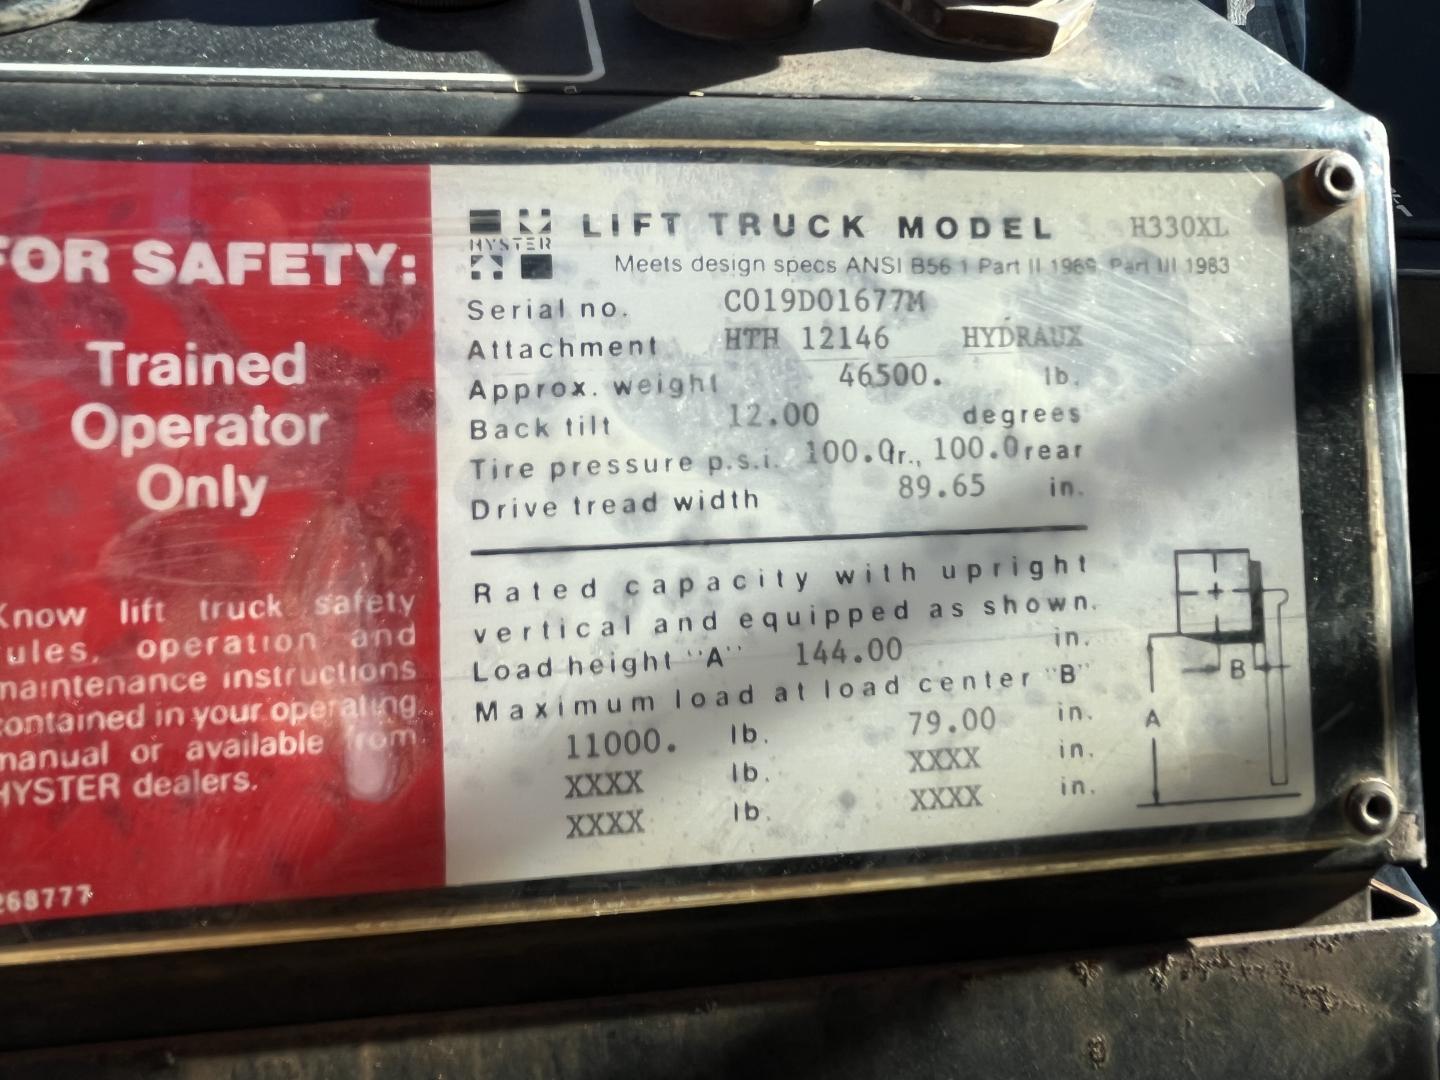 FOR SAFETY:
Trained
Operator
Only
Know lift truck safety
rules, operation and
maintenance instructions
contained in your operating
manual or available from
HYSTER dealers.
268777
HYSTER
LIFT TRUCK MODEL H330XL
Meets design specs ANSI B56.1 Part II 1969, Part III 1983
Serial no. C019D01677M
Attachment HTH 12146 HYDRAUX
Approx. weight 46500. lb.
Back tilt 12.00 degrees
Tire pressure p.s.i. 100.0fr., 100.0rear
Drive tread width 89.65 in.
Rated capacity with upright
vertical and equipped as shown.
Load height "A" 144.00 in.
Maximum load at load center "B"
11000. lb. 79.00 in.
XXXX lb. XXXX in.
XXXX lb. XXXX in.
B
A